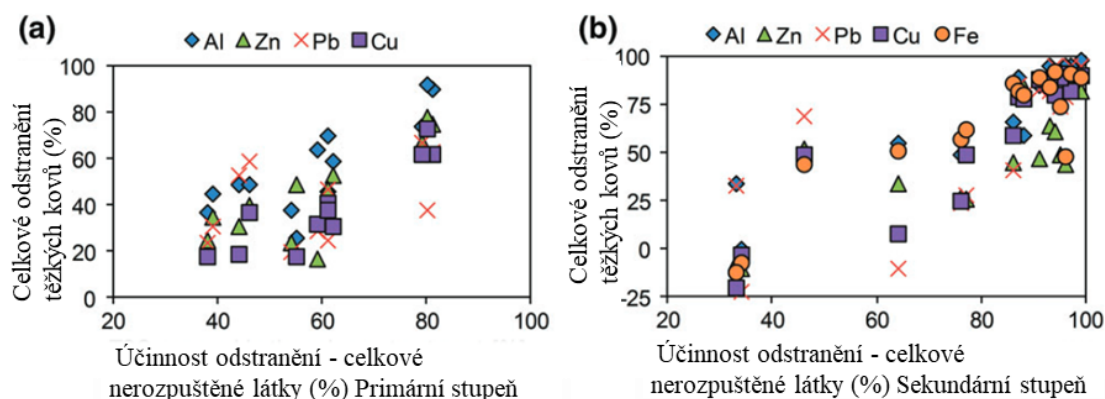 (a)
Al Zn Pb Cu
Celkové odstranění
těžkých kovů (%)
100
80
60
40
20
0
20 40 60 80 100
Účinnost odstranění - celkové
nerozpuštěné látky (%) Primární stupeň
(b)
Al Zn Pb Cu Fe
Celkové odstranění
těžkých kovů (%)
100
75
50
25
0
-25
20 40 60 80 100
Účinnost odstranění - celkové
nerozpuštěné látky (%) Sekundární stupeň